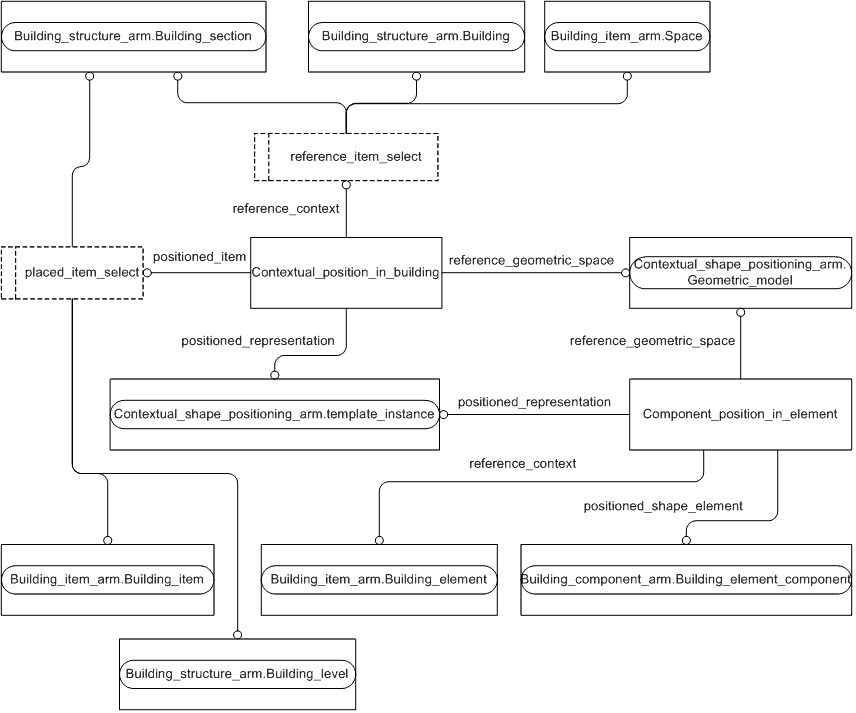 Building_structure_arm.Building_section
Building_structure_arm.Building
Building_item_arm.Space
reference_item_select
reference_context
placed_item_select
positioned_item
Contextual_position_in_building
reference_geometric_space
Contextual_shape_positioning_arm.
Geometric_model
positioned_representation
reference_geometric_space
Contextual_shape_positioning_arm.template_instance
positioned_representation
Component_position_in_element
reference_context
positioned_shape_element
Building_item_arm.Building_item
Building_item_arm.Building_element
Building_component_arm.Building_element_component
Building_structure_arm.Building_level